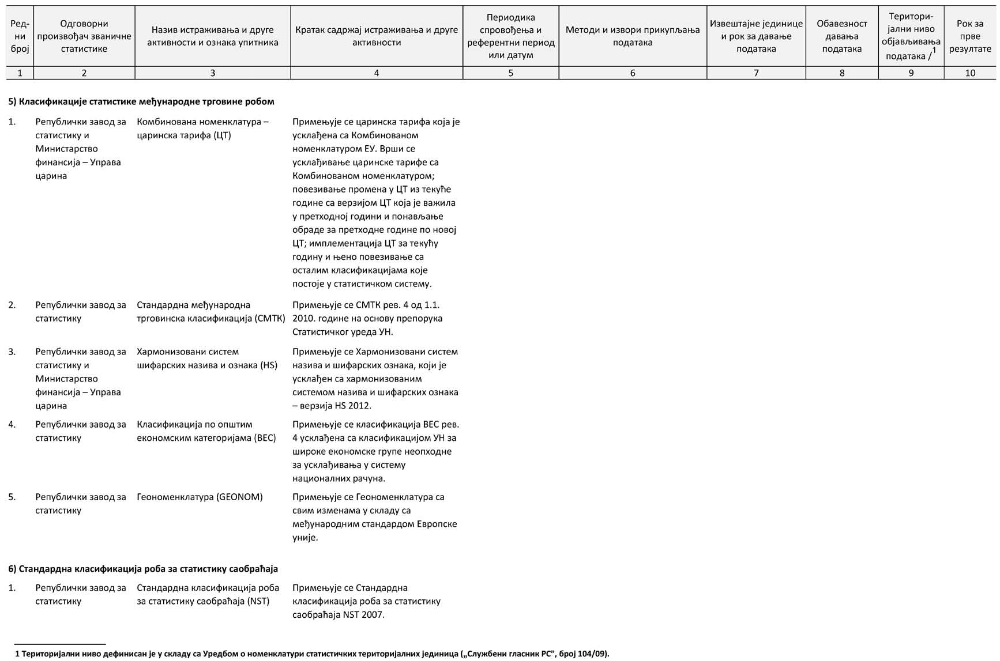 Ред-
ни
број
Одговорни
произвођач званичне
статистике
Назив истраживања и друге
активности и ознака упитника
Кратак садржај истраживања и друге
активности
Периодика
спровођења и
референтни период
или датум
Методи и извори прикупљања
података
Извештајне јединице
и рок за давање
података
Обавезност
давања
података
Територи-
јални ниво
објављивања
података /1
Рок за
прве
резултате
1 2 3 4 5 6 7 8 9 10
5) Класификације статистике међународне трговине робом
1.
Републички завод за
статистику и
Министарство
финансија – Управа
царина
Комбинована номенклатура –
царинска тарифа (ЦТ)
Примењује се царинска тарифа која је
усклађена са Комбинованом
номенклатуром ЕУ. Врши се
усклађивање царинске тарифе са
Комбинованом номенклатуром;
повезивање промена у ЦТ из текуће
године са верзијом ЦТ која је важила
у претходној години и понављање
обраде за претходне године по новој
ЦТ; имплементација ЦТ за текућу
годину и њено повезивање са
осталим класификацијама које
постоје у статистичком систему.
2.
Републички завод за
статистику
Стандардна међународна
трговинска класификација (СМТК)
Примењује се СМТК рев. 4 од 1.1.
2010. године на основу препорука
Статистичког уреда УН.
3.
Републички завод за
статистику и
Министарство
финансија – Управа
царина
Хармонизовани систем
шифарских назива и ознака (HS)
Примењује се Хармонизовани систем
назива и шифарских ознака, који је
усклађен са хармонизованим
системом назива и шифарских ознака
– верзија HS 2012.
4.
Републички завод за
статистику
Класификација по општим
економским категоријама (BEC)
Примењује се класификација BEC рев.
4 усклађена са класификацијом УН за
широке економске групе неопходне
за усклађивања у систему
националних рачуна.
5.
Републички завод за
статистику
Геономенклатура (GEONOM)
Примењује се Геономенклатура са
свим изменама у складу са
међународним стандардом Европске
уније.
6) Стандардна класификација роба за статистику саобраћаја
1.
Републички завод за
статистику
Стандардна класификација роба
за статистику саобраћаја (NST)
Примењује се Стандардна
класификација роба за статистику
саобраћаја NST 2007.
1 Територијални ниво дефинисан је у складу са Уредбом о номенклатури статистичких територијалних јединица („Службени гласник РС”, број 104/09).